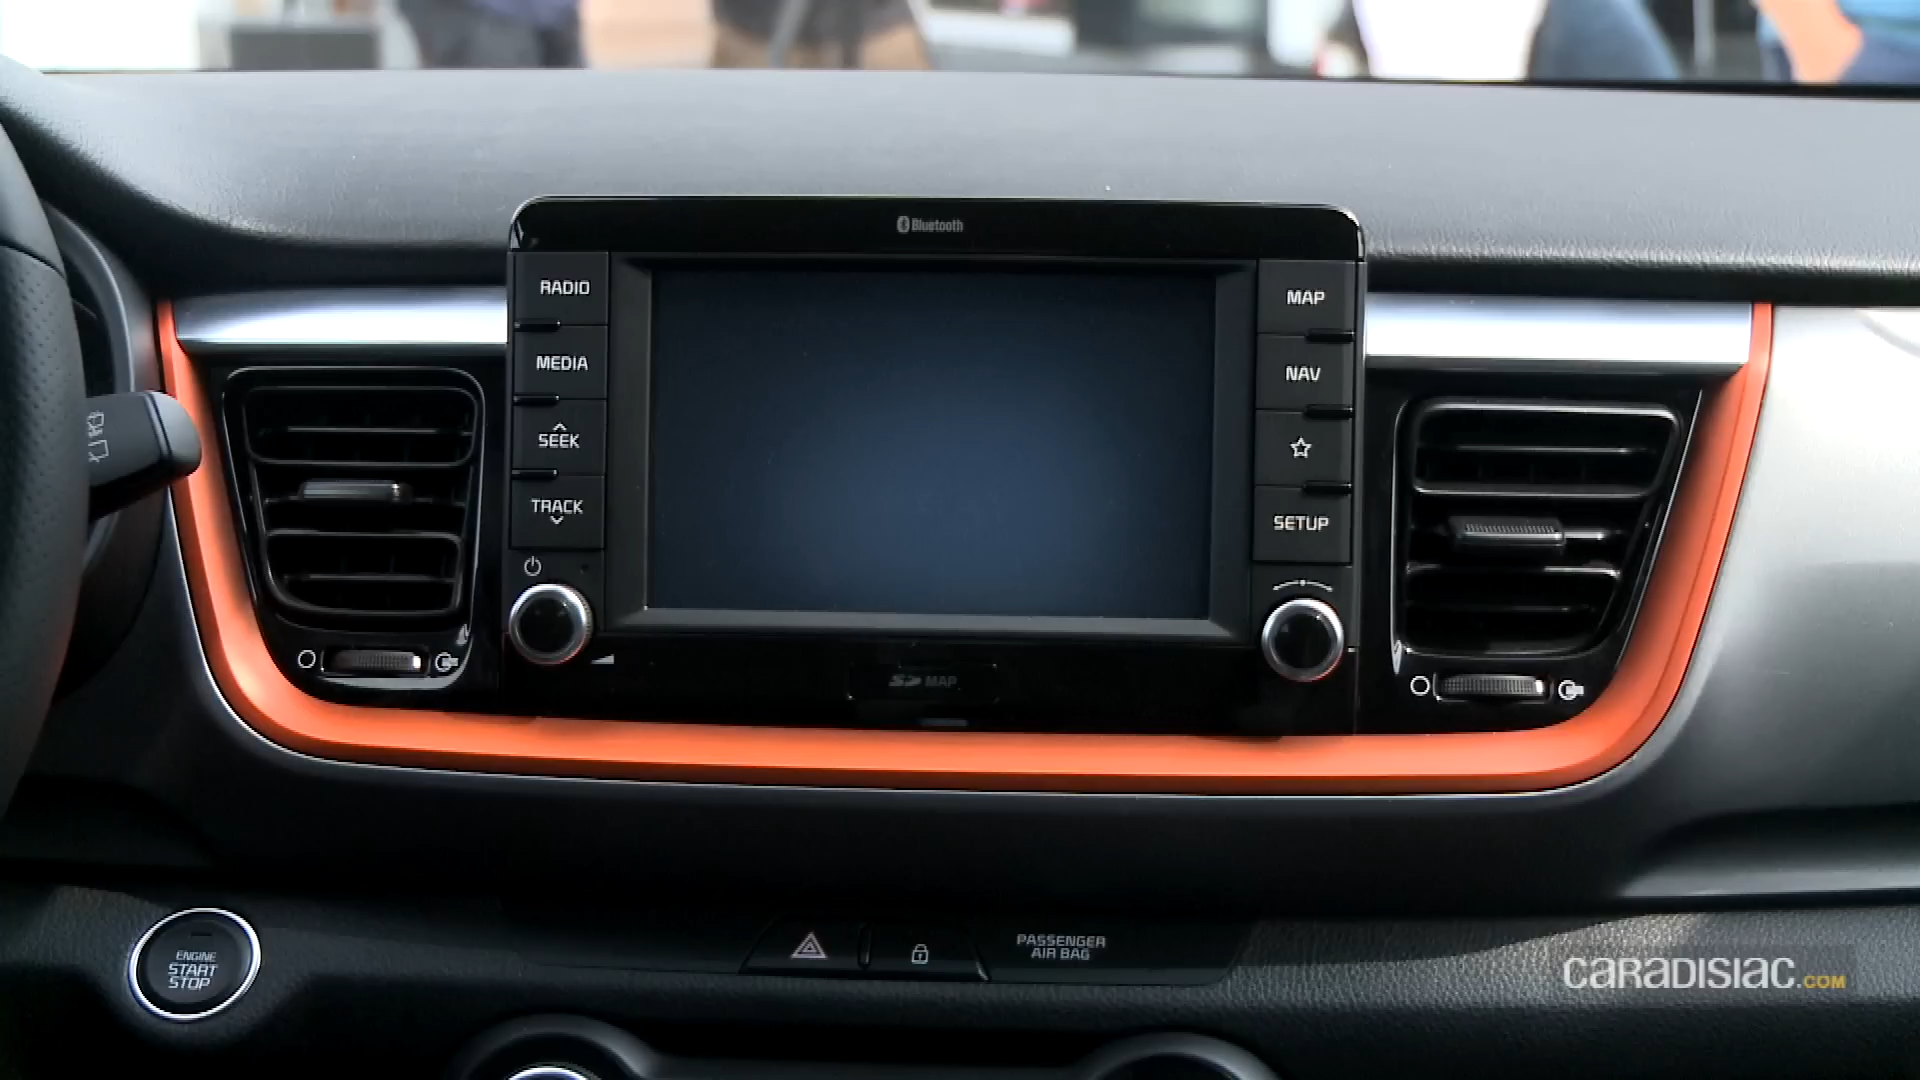 Bluetooth
RADIO
MEDIA
SEEK
TRACK
MAP
NAV
SETUP
SD MAP
ENGINE
START
STOP
PASSENGER
AIR BAG
CARADISIAC.COM